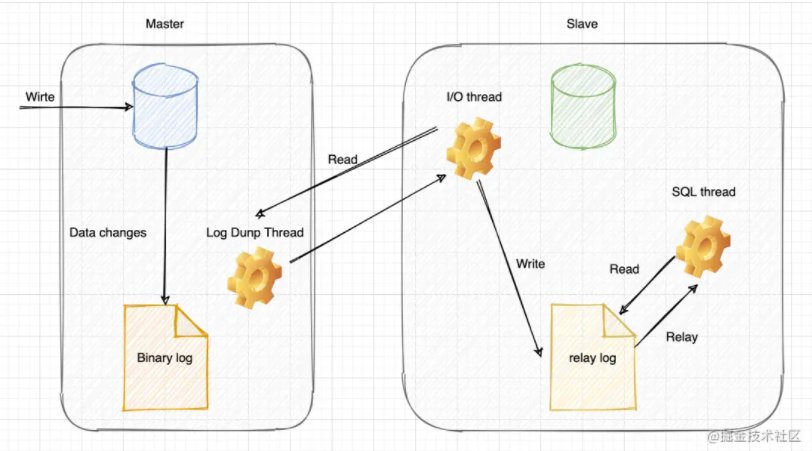 Master
Slave
Wirte
I/O thread
Read
SQL thread
Data changes
Log Dunp Thread
Write
Read
Binary log
relay log
Relay
@掘金技术社区